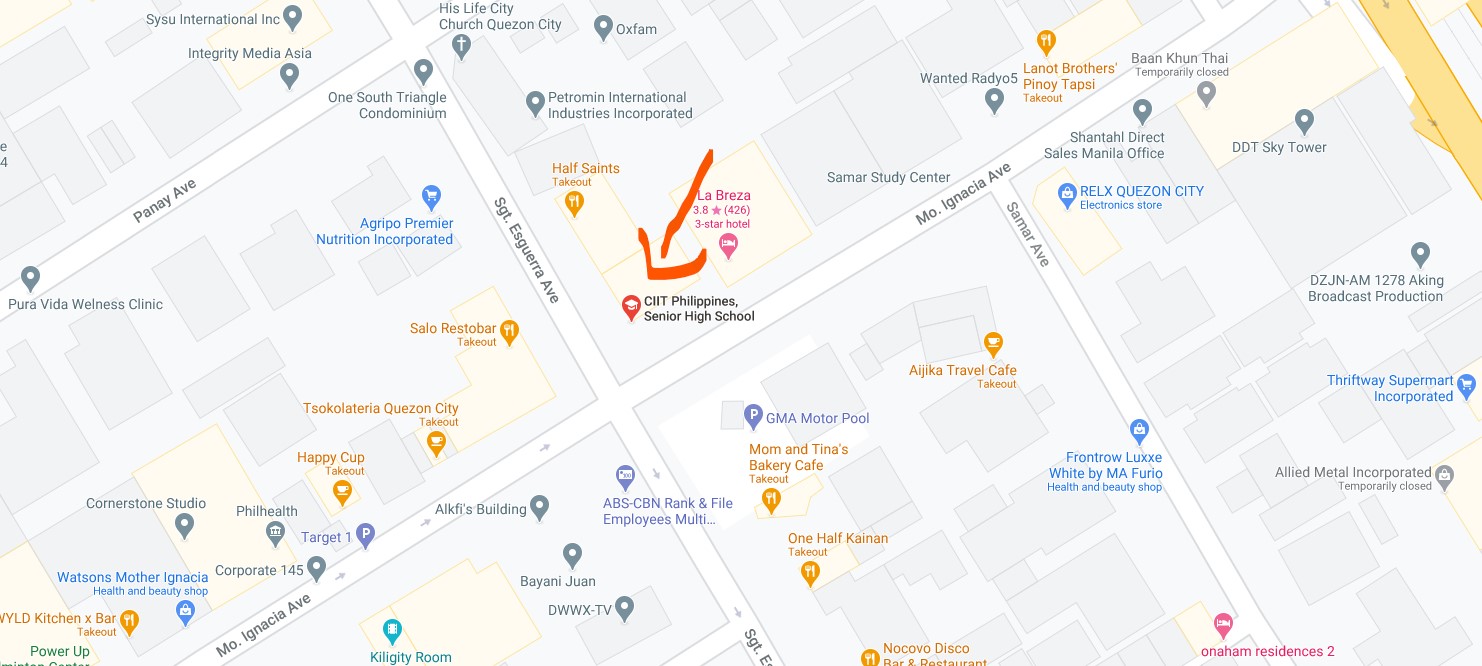 His Life City
Church Quezon City
Sysu International Inc
Oxfam
Integrity Media Asia
Lanot Brothers'
Pinoy Tapsi
Takeout
Baan Khun Thai
Temporarily closed
Wanted Radyo5
One South Triangle
Condominium
Petromin International
Industries Incorporated
Shantahl Direct
Sales Manila Office
DDT Sky Tower
e
4
Half Saints
Takeout
Samar Study Center
Mo. Ignacia Ave
Panay Ave
La Breza
3.8 ★ (426)
3-star hotel
RELX QUEZON CITY
Electronics store
Agripo Premier
Nutrition Incorporated
Sgt. Esguerra Ave
Samar Ave
DZJN-AM 1278 Aking
Broadcast Production
Pura Vida Welness Clinic
CIIT Philippines,
Senior High School
Salo Restobar
Takeout
Aijika Travel Cafe
Takeout
Thriftway Supermart
Incorporated
Tsokolateria Quezon City
Takeout
P
GMA Motor Pool
Happy Cup
Takeout
Mom and Tina's
Bakery Cafe
Takeout
Frontrow Luxxe
White by MA Furio
Health and beauty shop
Allied Metal Incorporated
Temporarily closed
Cornerstone Studio
Philhealth
Alkfi's Building
ABS-CBN Rank & File
Employees Multi...
Target 1
P
One Half Kainan
Takeout
Corporate 145
Watsons Mother Ignacia
Health and beauty shop
Bayani Juan
DWWX-TV
Mo. Ignacia Ave
WYLD Kitchen x Bar
Takeout
Power Up
Kiligity Room
Sgt. Es
Nocovo Disco
Bar & Restaurant
onaham residences 2